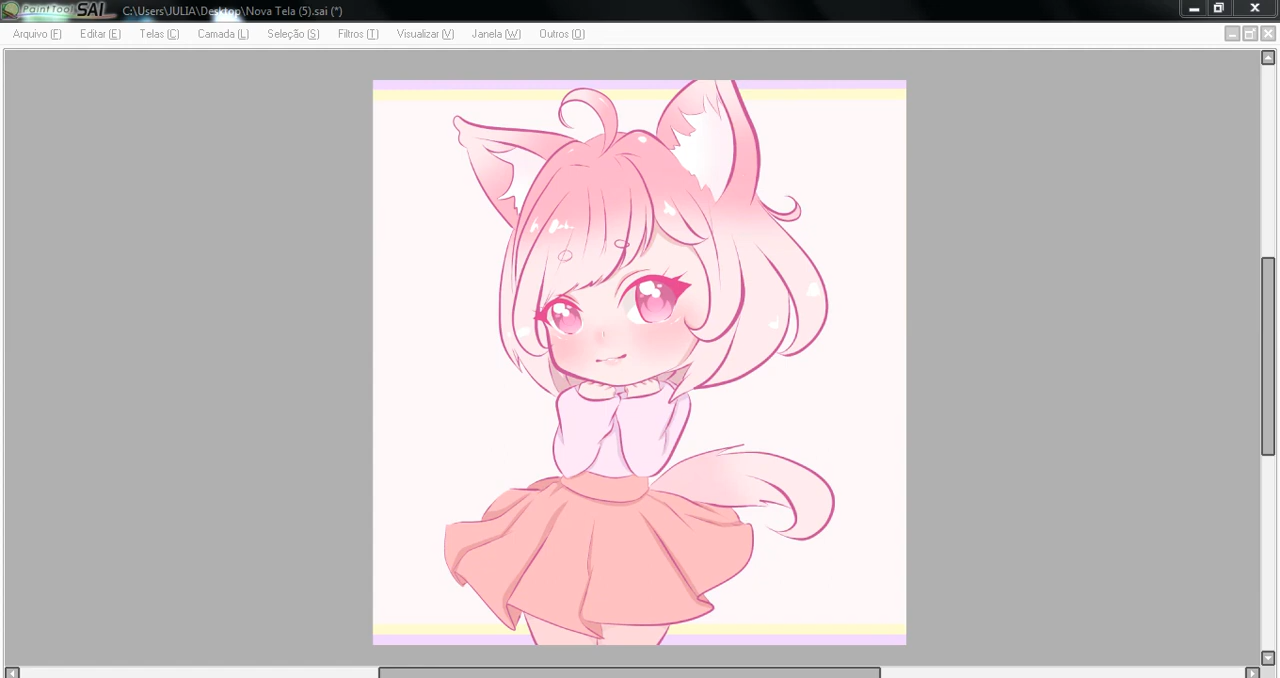 PaintTool SAI C:\Users\JULIA\Desktop\Nova Tela (5).sai (*)
Arquivo (F) Editar (E) Telas (C) Camada (L) Seleção (S) Filtros (T) Visualizar (V) Janela (W) Outros (O)